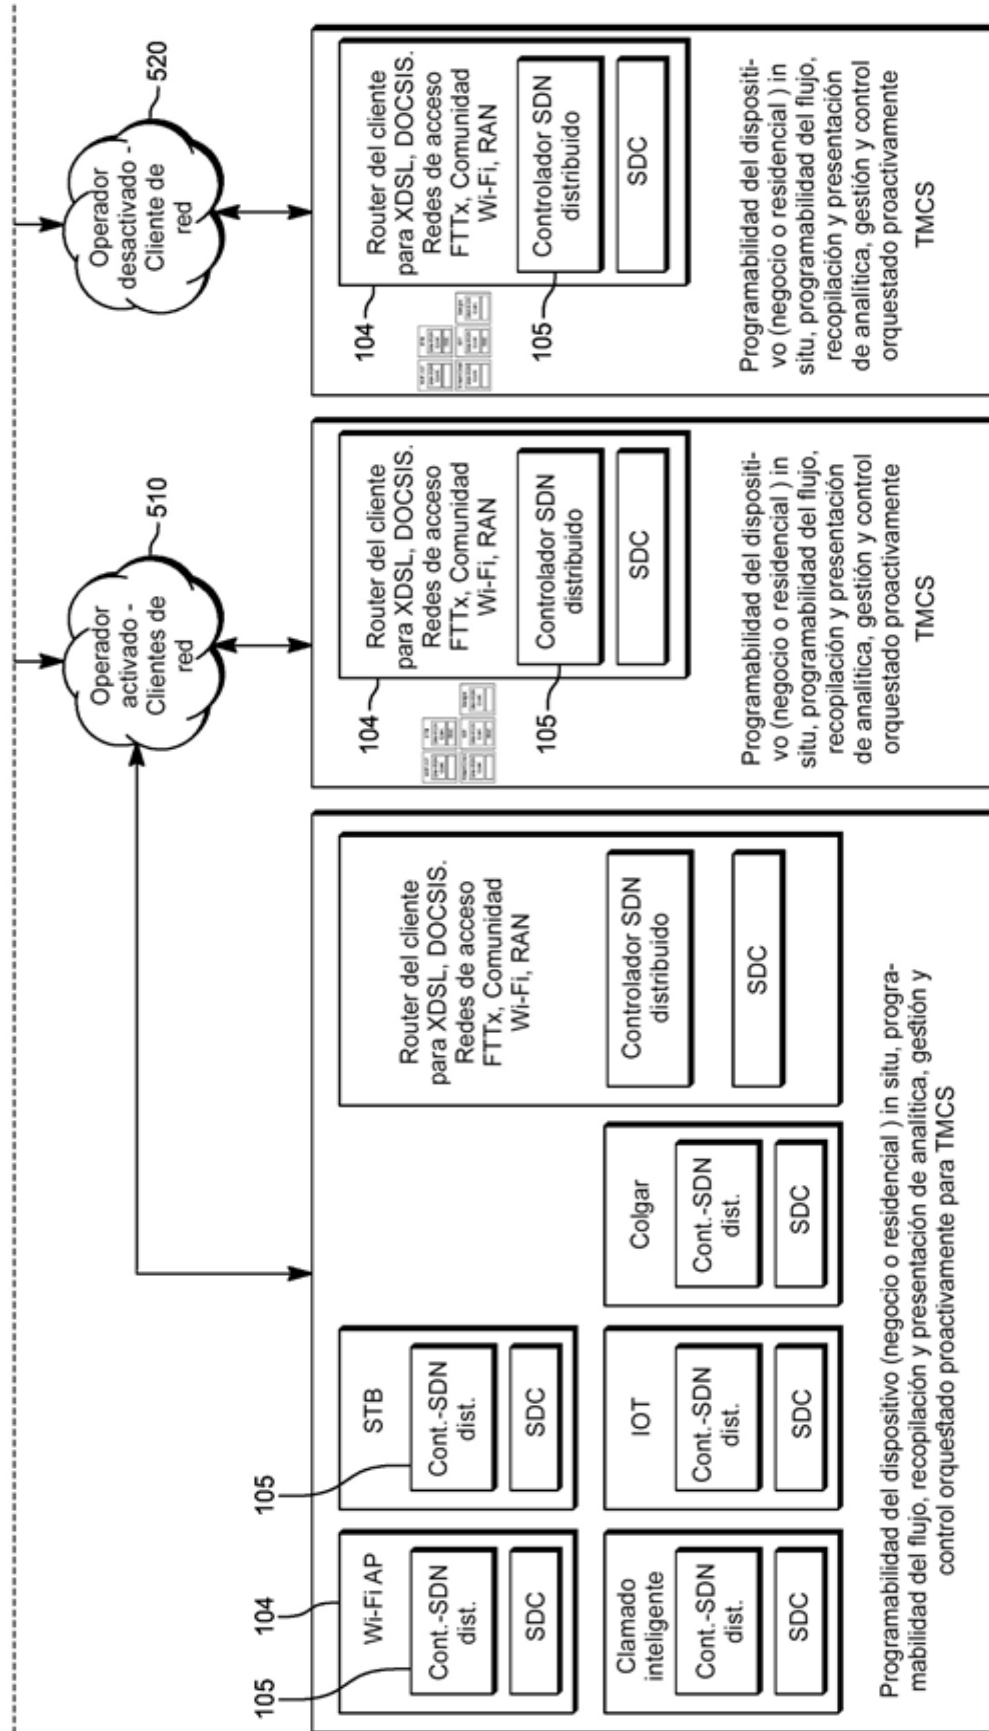 Operador
activado -
Clientes de
red
510
Operador
desactivado -
Cliente de
red
520
104
105
Wi-Fi AP
Cont.-SDN
dist.
SDC
105
STB
Cont.-SDN
dist.
SDC
Clamado
inteligente
Cont.-SDN
dist.
SDC
IOT
Cont.-SDN
dist.
SDC
Colgar
Cont.-SDN
dist.
SDC
Router del cliente
para XDSL, DOCSIS.
Redes de acceso
FTTx, Comunidad
Wi-Fi, RAN
Controlador SDN
distribuido
SDC
Programabilidad del dispositivo (negocio o residencial ) in situ, progra-
mabilidad del flujo, recopilación y presentación de analítica, gestión y
control orquestado proactivamente para TMCS
104
Router del cliente
para XDSL, DOCSIS.
Redes de acceso
FTTx, Comunidad
Wi-Fi, RAN
105
Controlador SDN
distribuido
SDC
Programabilidad del dispositi-
vo (negocio o residencial ) in
situ, programabilidad del flujo,
recopilación y presentación
de analítica, gestión y control
orquestado proactivamente
TMCS
104
Router del cliente
para XDSL, DOCSIS.
Redes de acceso
FTTx, Comunidad
Wi-Fi, RAN
105
Controlador SDN
distribuido
SDC
Programabilidad del dispositi-
vo (negocio o residencial ) in
situ, programabilidad del flujo,
recopilación y presentación
de analítica, gestión y control
orquestado proactivamente
TMCS